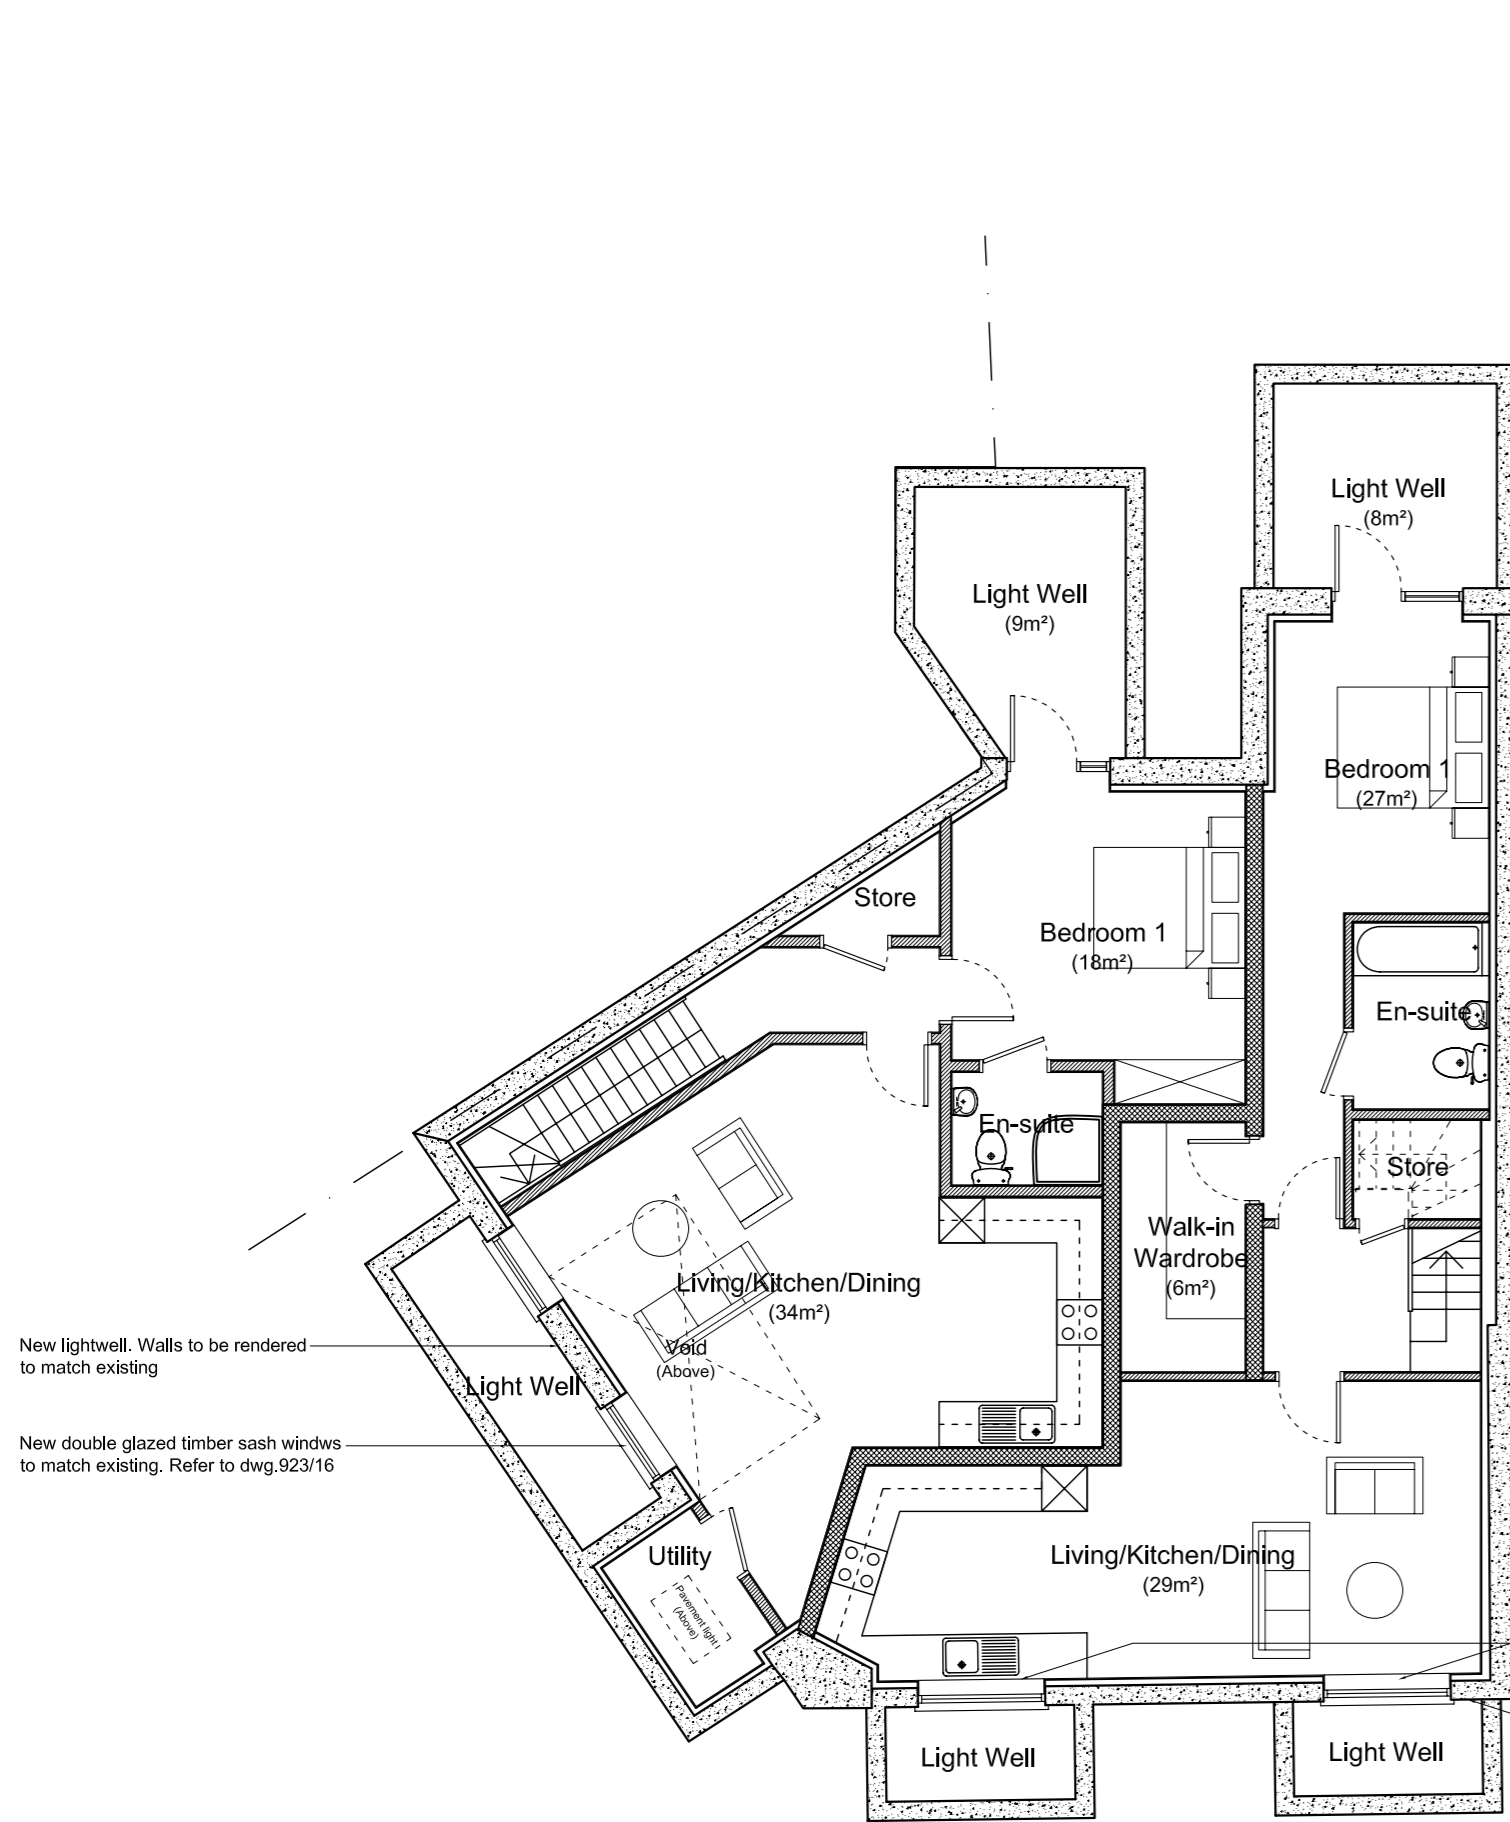 Light Well
(8m²)
Light Well
(9m²)
Bedroom 1
(27m²)
Store
Bedroom 1
(18m²)
En-suite
En-suite
Store
Walk-in
Wardrobe
(6m²)
Living/Kitchen/Dining
(34m²)
Void
(Above)
New lightwell. Walls to be rendered
to match existing
Light Well
New double glazed timber sash windws
to match existing. Refer to dwg.923/16
Utility
Pavement light
(Above)
Living/Kitchen/Dining
(29m²)
Light Well
Light Well